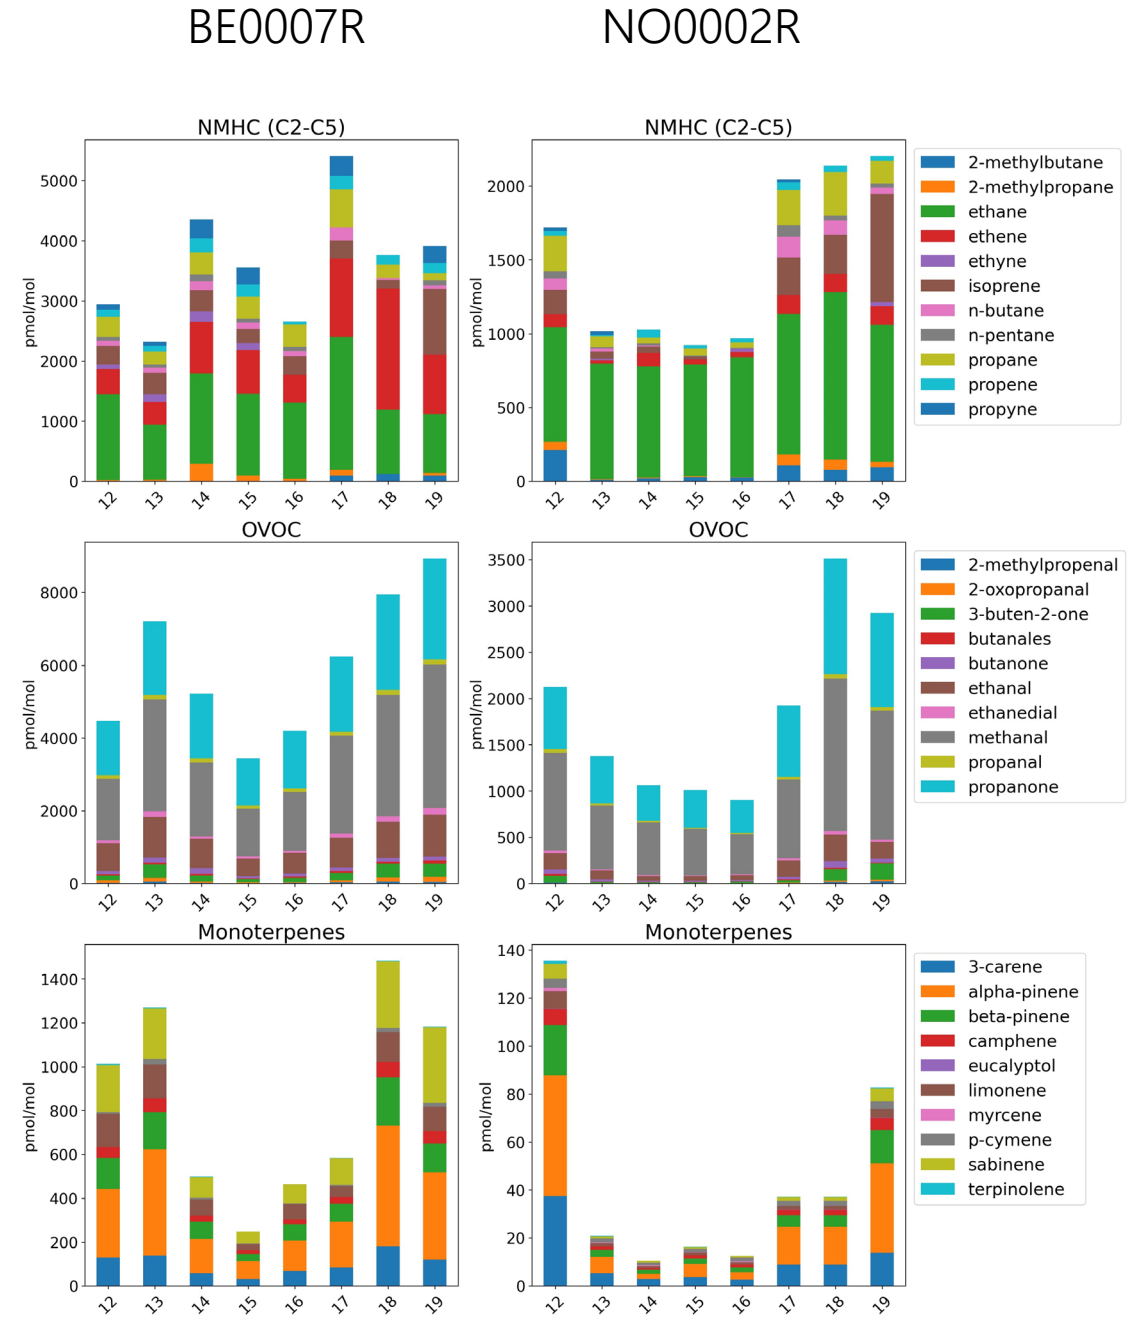 BE0007R NO0002R
NMHC (C2-C5)
NMHC (C2-C5)
pmol/mol
5000
4000
3000
2000
1000
0
12 13 14 15 16 17 18 19
pmol/mol
2000
1500
1000
500
0
12 13 14 15 16 17 18 19
2-methylbutane
2-methylpropane
ethane
ethene
ethyne
isoprene
n-butane
n-pentane
propane
propene
propyne
OVOC
OVOC
pmol/mol
8000
6000
4000
2000
0
12 13 14 15 16 17 18 19
pmol/mol
3500
3000
2500
2000
1500
1000
500
0
12 13 14 15 16 17 18 19
2-methylpropenal
2-oxopropanal
3-buten-2-one
butanales
butanone
ethanal
ethanedial
methanal
propanal
propanone
Monoterpenes
Monoterpenes
pmol/mol
1400
1200
1000
800
600
400
200
0
12 13 14 15 16 17 18 19
pmol/mol
140
120
100
80
60
40
20
0
12 13 14 15 16 17 18 19
3-carene
alpha-pinene
beta-pinene
camphene
eucalyptol
limonene
myrcene
p-cymene
sabinene
terpinolene